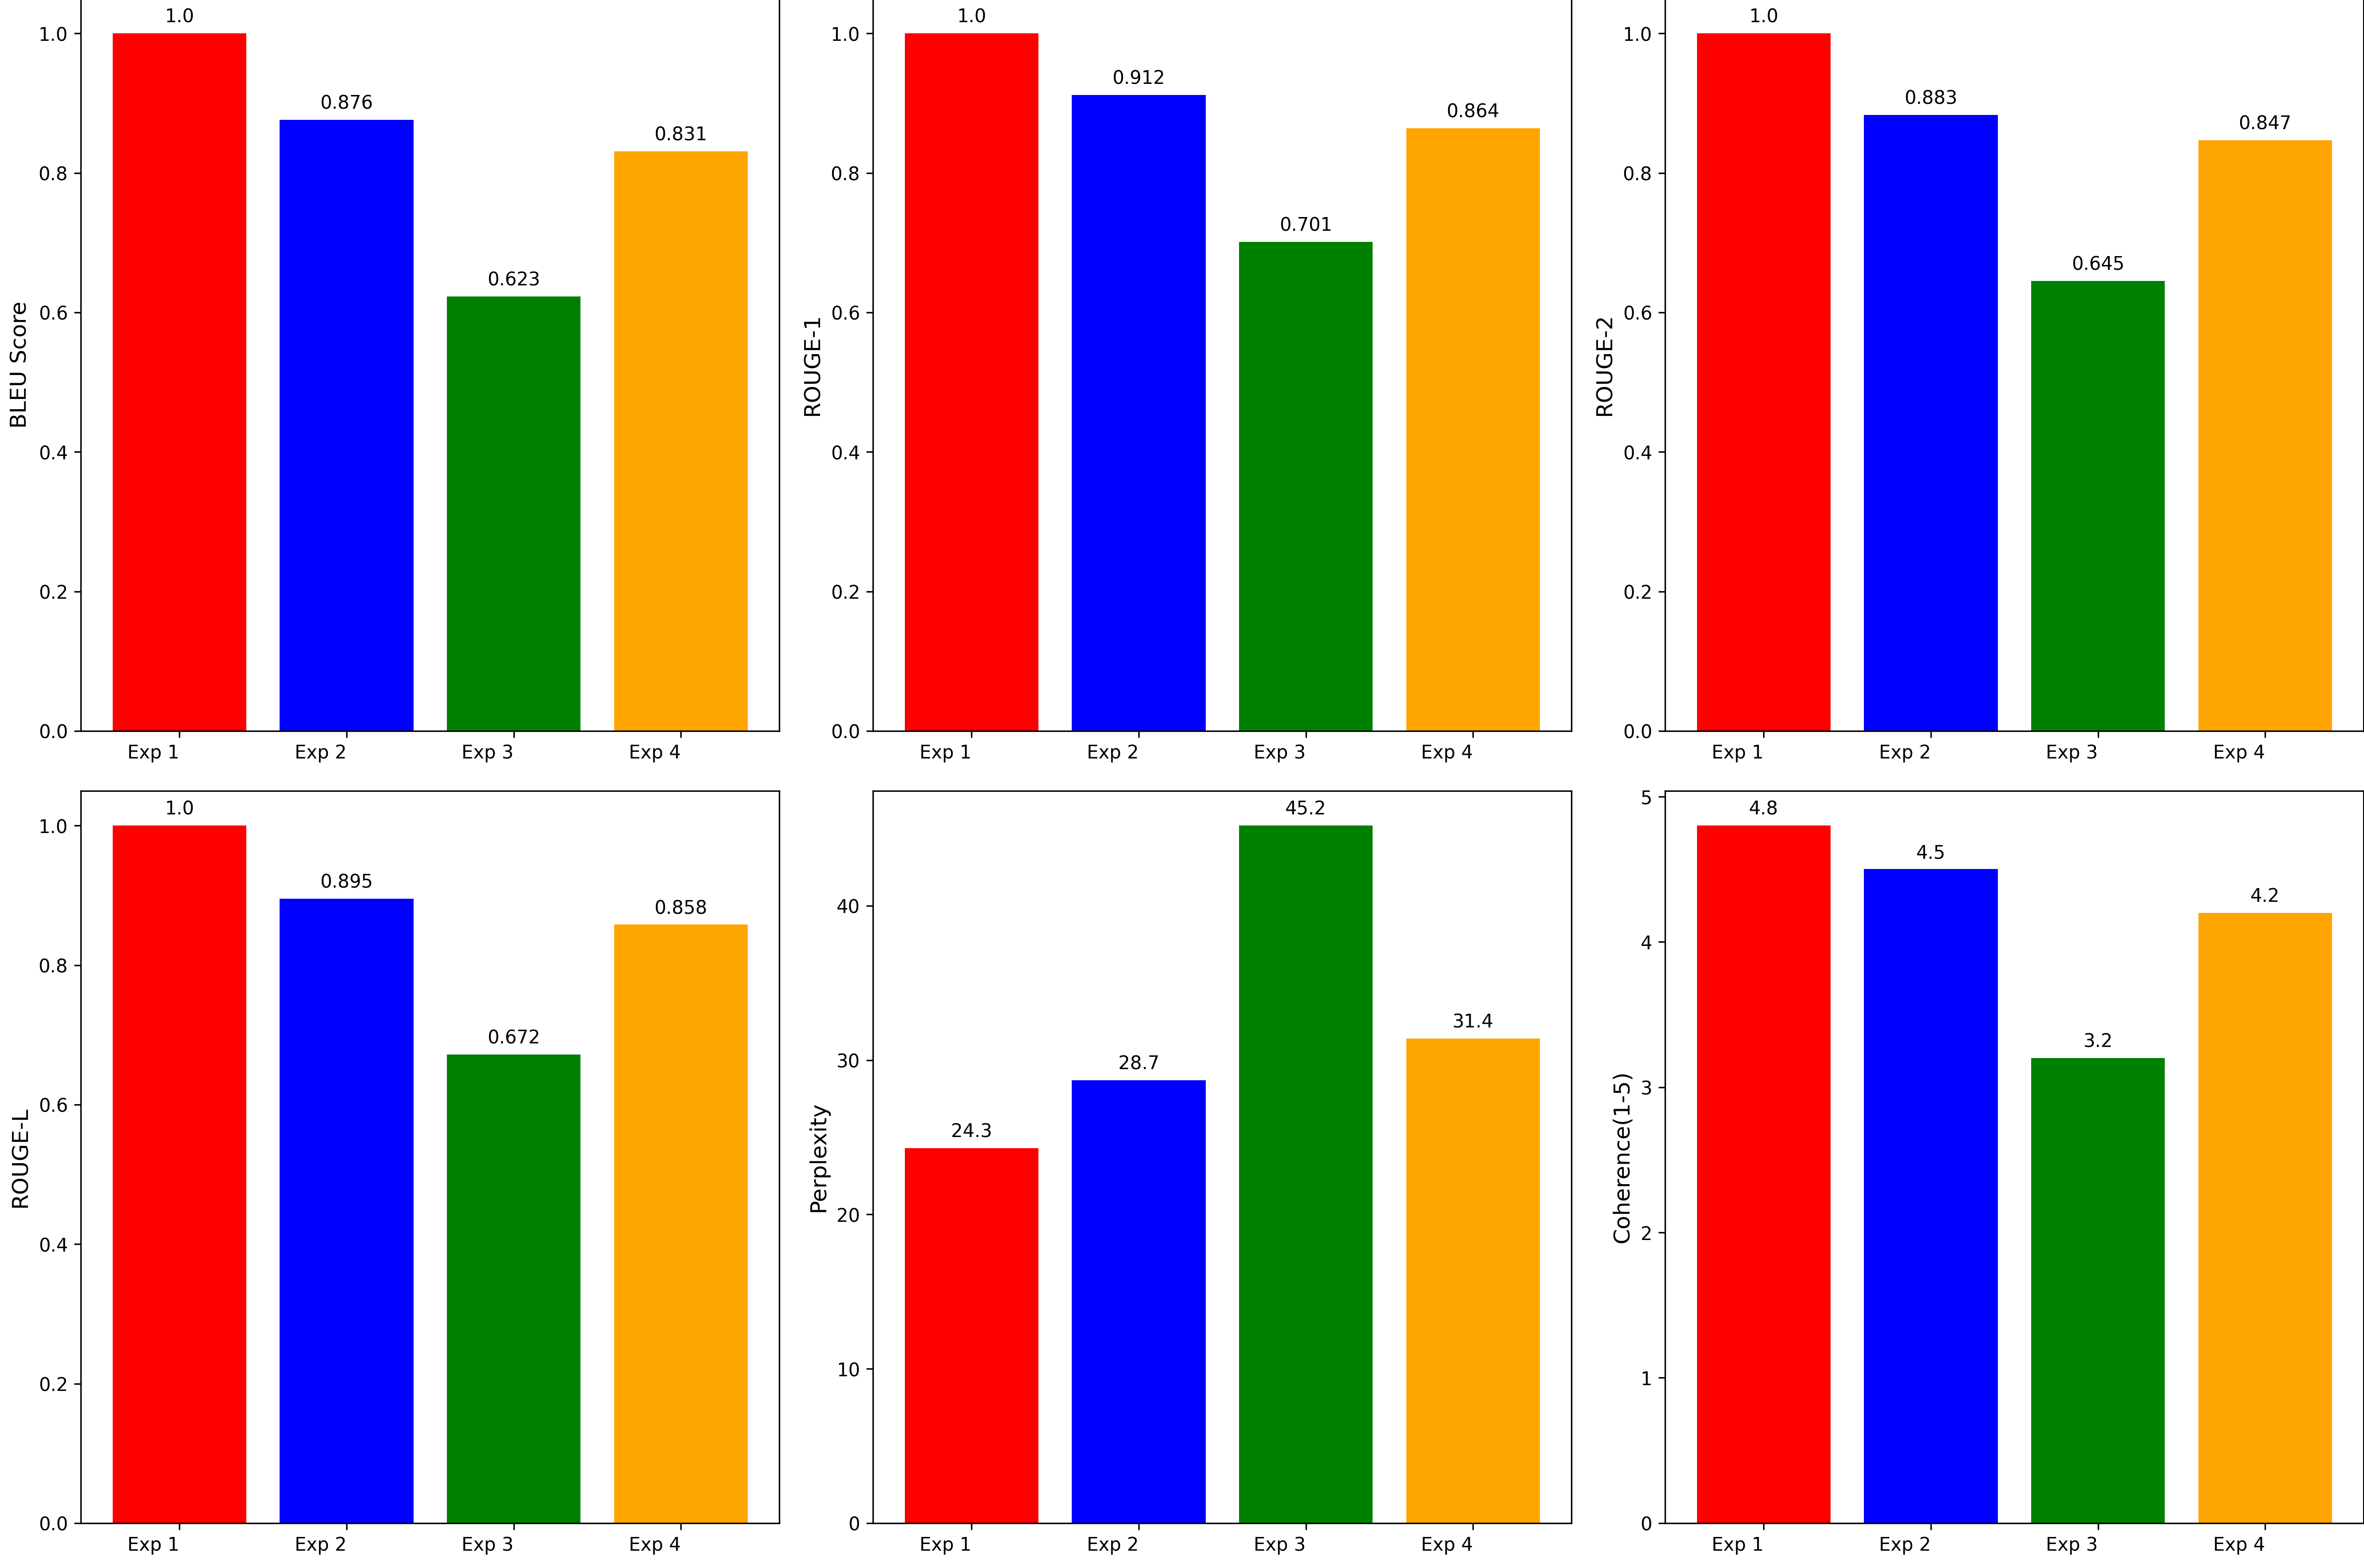 BLEU Score
1.0
0.8
0.6
0.4
0.2
0.0
1.0
0.876
0.623
0.831
Exp 1
Exp 2
Exp 3
Exp 4
ROUGE-1
1.0
0.8
0.6
0.4
0.2
0.0
1.0
0.912
0.701
0.864
Exp 1
Exp 2
Exp 3
Exp 4
ROUGE-2
1.0
0.8
0.6
0.4
0.2
0.0
1.0
0.883
0.645
0.847
Exp 1
Exp 2
Exp 3
Exp 4
ROUGE-L
1.0
0.8
0.6
0.4
0.2
0.0
1.0
0.895
0.672
0.858
Exp 1
Exp 2
Exp 3
Exp 4
Perplexity
40
30
20
10
0
24.3
28.7
45.2
31.4
Exp 1
Exp 2
Exp 3
Exp 4
Coherence(1-5)
5
4
3
2
1
0
4.8
4.5
3.2
4.2
Exp 1
Exp 2
Exp 3
Exp 4